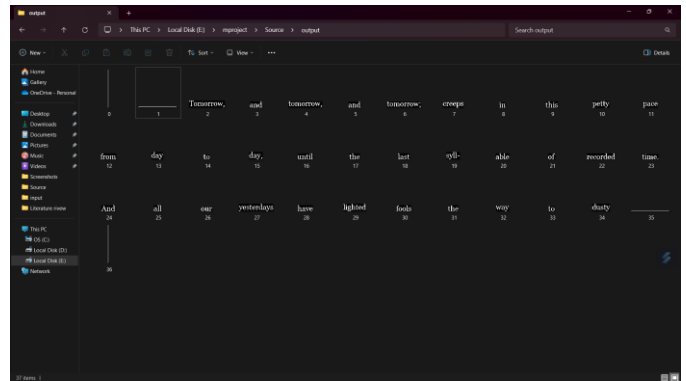 output
This PC > Local Disk (E:) > mproject > Source > output
Search output
New
Sort
View
Details
Home
Gallery
OneDrive - Personal
Desktop
Downloads
Documents
Pictures
Music
Videos
Screenshots
Source
input
Literature rivew
This PC
OS (C:)
Local Disk (D:)
Local Disk (E:)
Network
Tomorrow, and tomorrow, and tomorrow; creeps in this petty pace
0 1 2 3 4 5 6 7 8 9 10 11
from day to day, until the last syll- able of recorded time.
12 13 14 15 16 17 18 19 20 21 22 23
And all our yesterdays have lighted fools the way to dusty
24 25 26 27 28 29 30 31 32 33 34 35
36
37 items